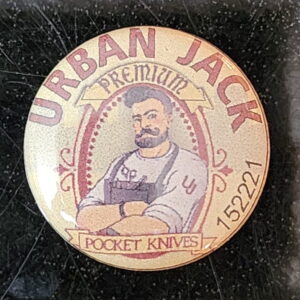 URBAN JACK
PREMIUM
POCKET KNIVES
152221